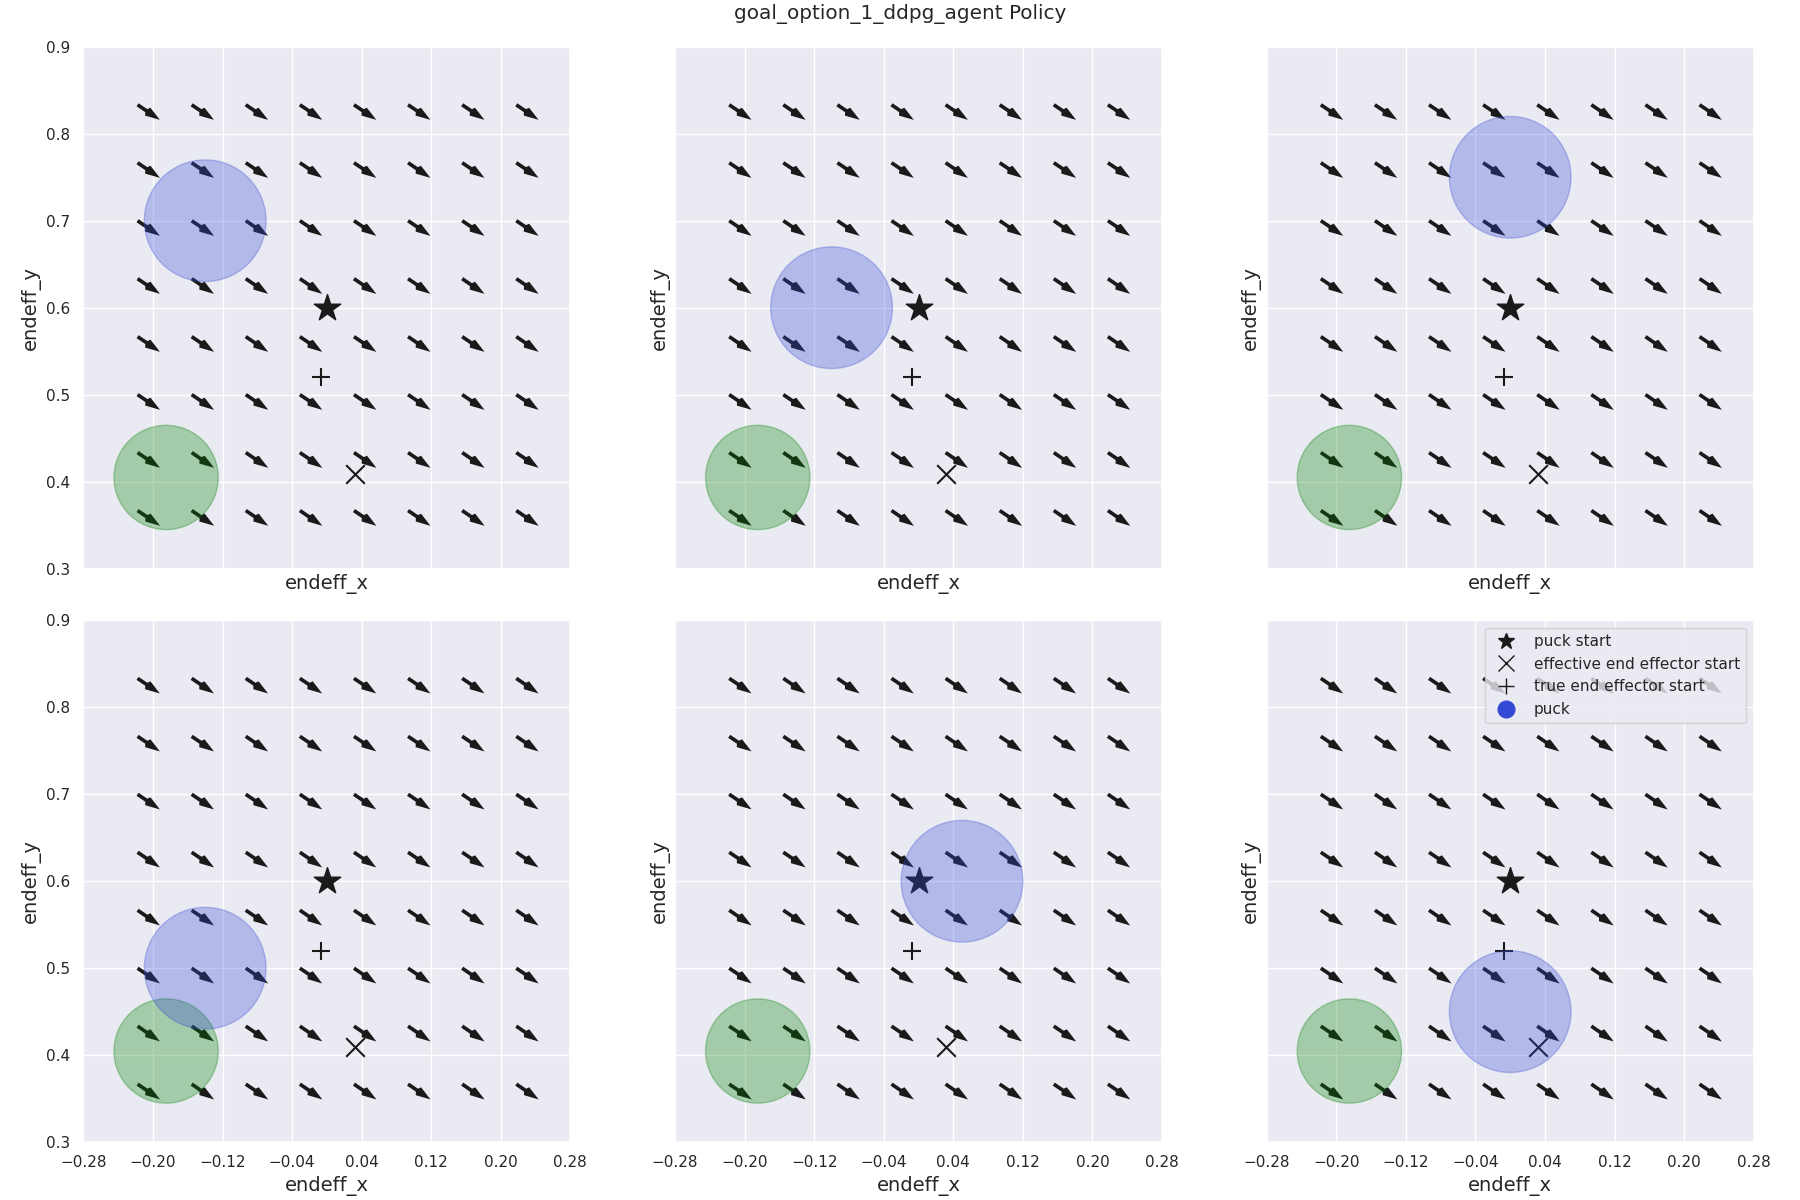 goal_option_1_ddpg_agent Policy
0.9
0.8
0.7
0.6
0.5
0.4
0.3
endeff_y
endeff_x
endeff_y
endeff_x
endeff_y
endeff_x
0.9
0.8
0.7
0.6
0.5
0.4
0.3
endeff_y
−0.28 −0.20 −0.12 −0.04 0.04 0.12 0.20 0.28
endeff_x
endeff_y
−0.28 −0.20 −0.12 −0.04 0.04 0.12 0.20 0.28
endeff_x
puck start
effective end effector start
true end effector start
puck
endeff_y
−0.28 −0.20 −0.12 −0.04 0.04 0.12 0.20 0.28
endeff_x